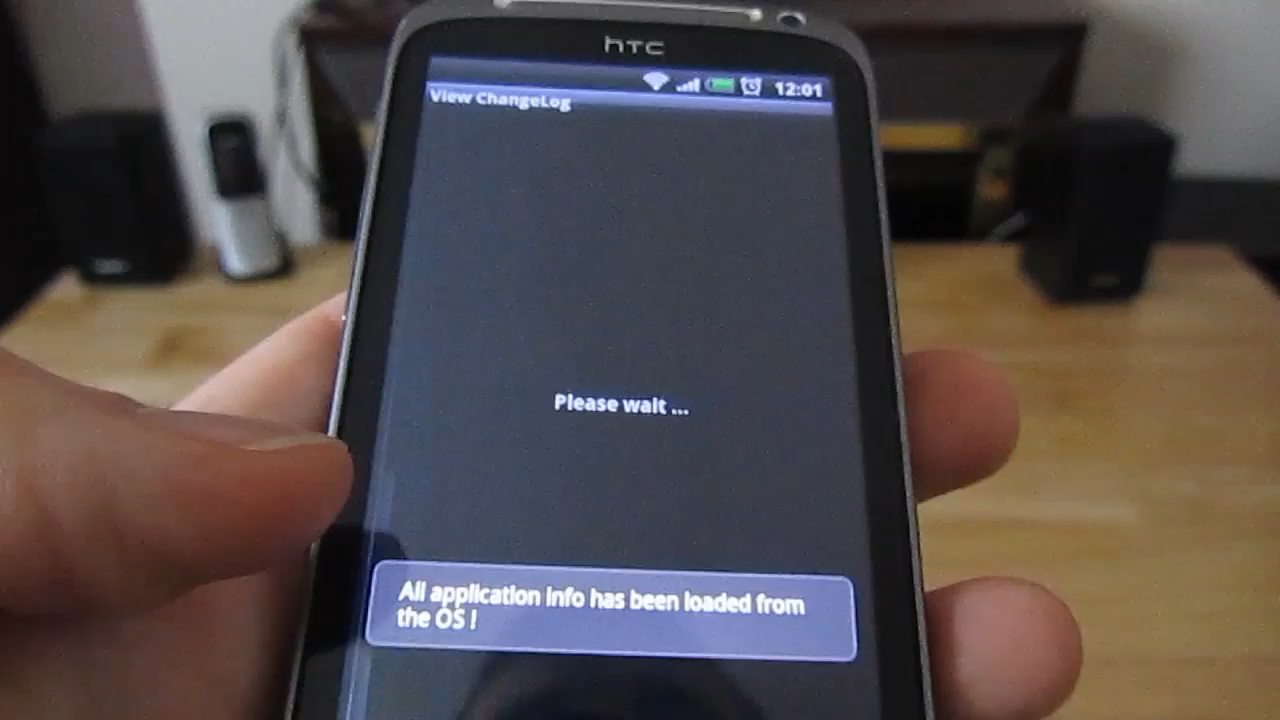 hTC
12:01
View ChangeLog
Please wait ...
All application info has been loaded from
the OS !